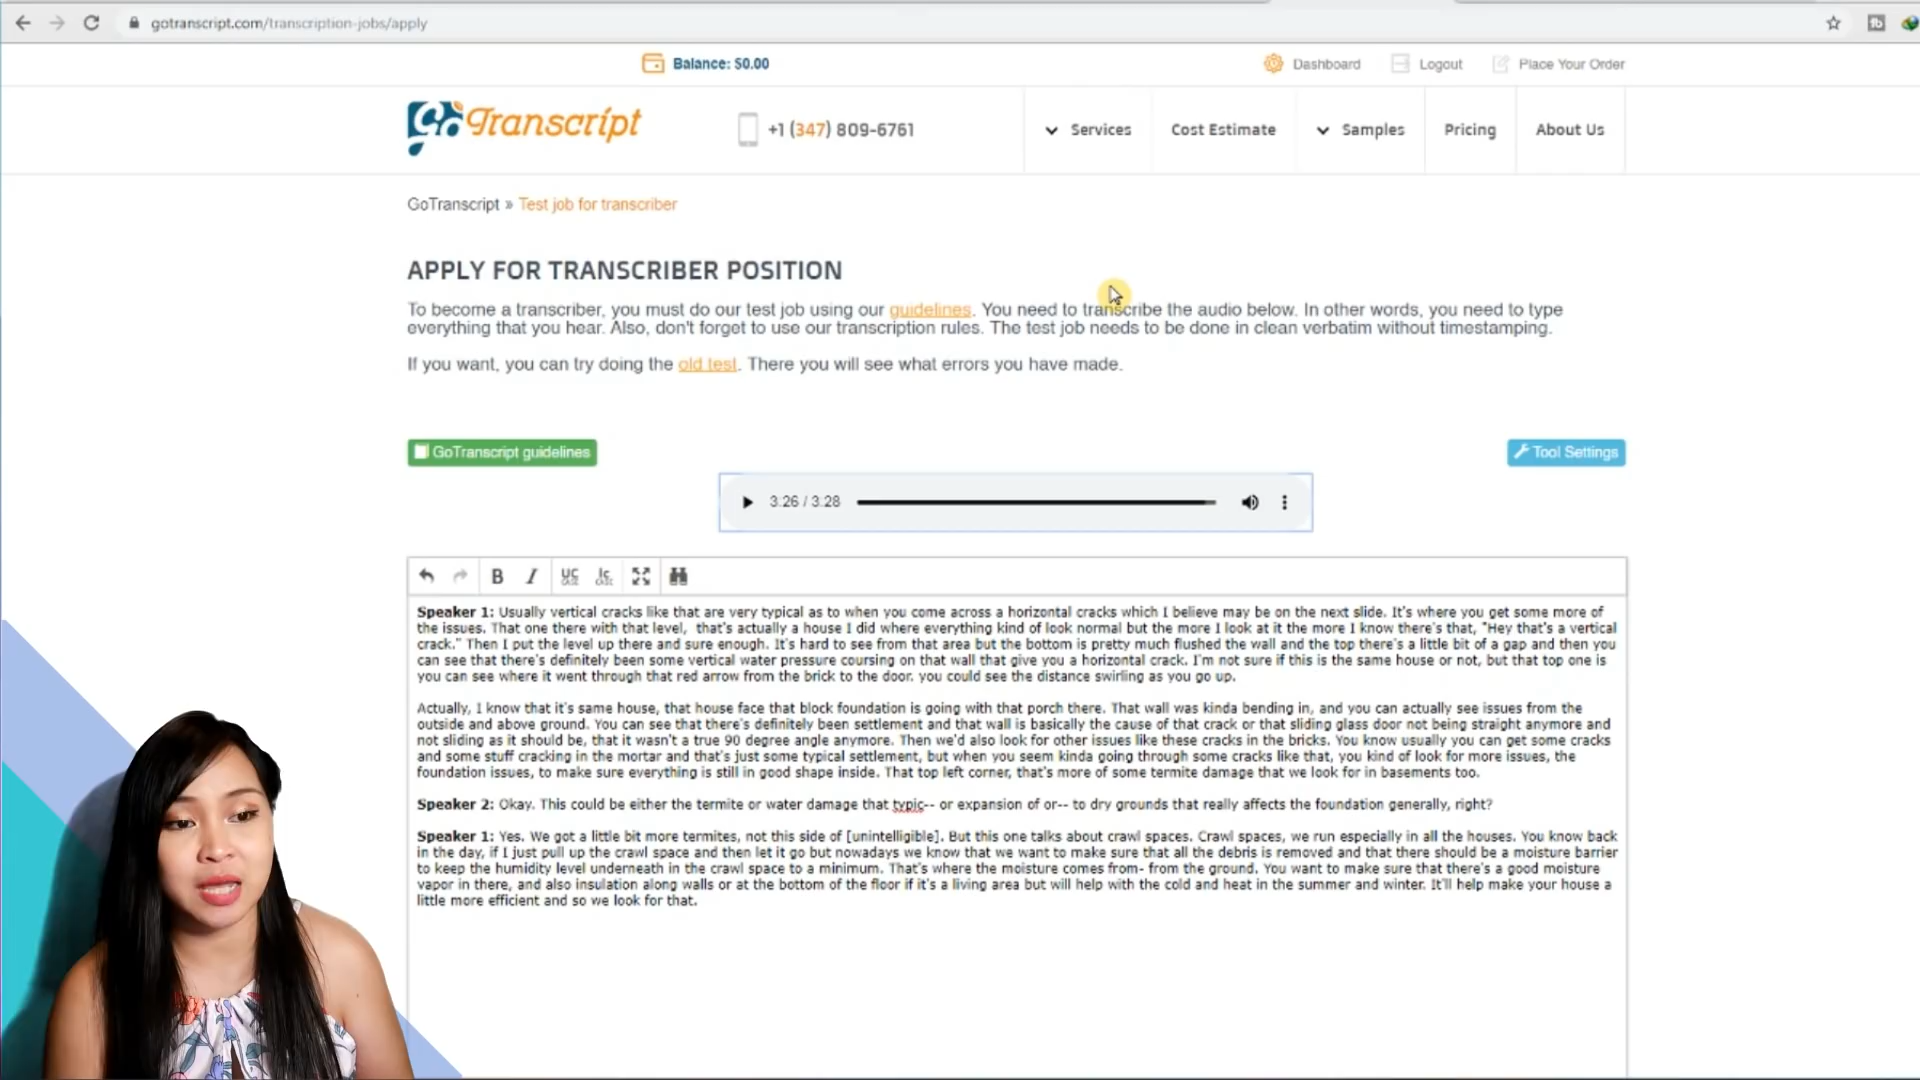 gotranscript.com/transcription-jobs/apply
Balance: $0.00
Dashboard
Logout
Place Your Order
GoTranscript
+1 (347) 809-6761
Services
Cost Estimate
Samples
Pricing
About Us
GoTranscript » Test job for transcriber
APPLY FOR TRANSCRIBER POSITION
To become a transcriber, you must do our test job using our guidelines. You need to transcribe the audio below. In other words, you need to type
everything that you hear. Also, don't forget to use our transcription rules. The test job needs to be done in clean verbatim without timestamping.
If you want, you can try doing the old test. There you will see what errors you have made.
GoTranscript guidelines
Tool Settings
3:26 / 3:28
B I UC lc
Speaker 1: Usually vertical cracks like that are very typical as to when you come across a horizontal cracks which I believe may be on the next slide. It's where you get some more of
the issues. That one there with that level, that's actually a house I did where everything kind of look normal but the more I look at it the more I know there's that, "Hey that's a vertical
crack." Then I put the level up there and sure enough. It's hard to see from that area but the bottom is pretty much flushed the wall and the top there's a little bit of a gap and then you
can see that there's definitely been some vertical water pressure coursing on that wall that give you a horizontal crack. I'm not sure if this is the same house or not, but that top one is
you can see where it went through that red arrow from the brick to the door. you could see the distance swirling as you go up.
Actually, I know that it's same house, that house face that block foundation is going with that porch there. That wall was kinda bending in, and you can actually see issues from the
outside and above ground. You can see that there's definitely been settlement and that wall is basically the cause of that crack or that sliding glass door not being straight anymore and
not sliding as it should be, that it wasn't a true 90 degree angle anymore. Then we'd also look for other issues like these cracks in the bricks. You know usually you can get some cracks
and some stuff cracking in the mortar and that's just some typical settlement, but when you seem kinda going through some cracks like that, you kind of look for more issues, the
foundation issues, to make sure everything is still in good shape inside. That top left corner, that's more of some termite damage that we look for in basements too.
Speaker 2: Okay. This could be either the termite or water damage that typic-- or expansion of or-- to dry grounds that really affects the foundation generally, right?
Speaker 1: Yes. We got a little bit more termites, not this side of [unintelligible]. But this one talks about crawl spaces. Crawl spaces, we run especially in all the houses. You know back
in the day, if I just pull up the crawl space and then let it go but nowadays we know that we want to make sure that all the debris is removed and that there should be a moisture barrier
to keep the humidity level underneath in the crawl space to a minimum. That's where the moisture comes from- from the ground. You want to make sure that there's a good moisture
vapor in there, and also insulation along walls or at the bottom of the floor if it's a living area but will help with the cold and heat in the summer and winter. It'll help make your house a
little more efficient and so we look for that.